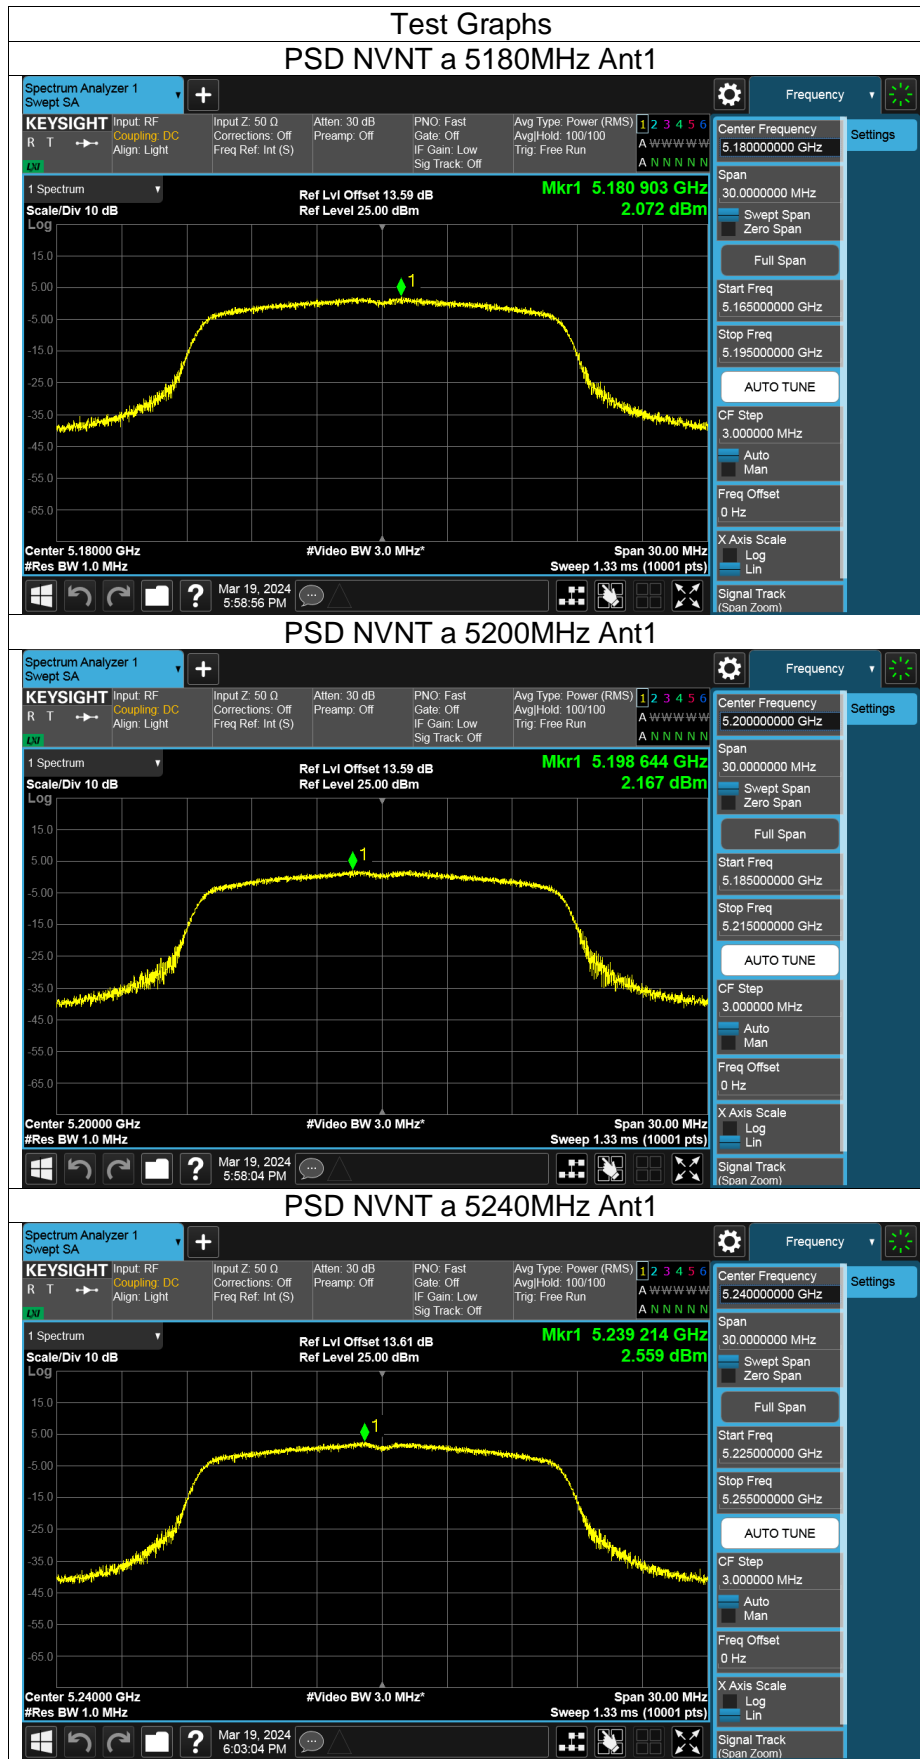 Test Graphs
PSD NVNT a 5180MHz Ant1
Spectrum Analyzer 1
Swept SA
Frequency
KEYSIGHT
R T
LXI
Input: RF
Coupling: DC
Align: Light
Input Z: 50 Ω
Corrections: Off
Freq Ref: Int (S)
Atten: 30 dB
Preamp: Off
PNO: Fast
Gate: Off
IF Gain: Low
Sig Track: Off
Avg Type: Power (RMS)
Avg|Hold: 100/100
Trig: Free Run
1 2 3 4 5 6
A W W W W W
A N N N N N
Center Frequency
5.180000000 GHz
Settings
Span
30.0000000 MHz
Swept Span
Zero Span
Full Span
Start Freq
5.165000000 GHz
Stop Freq
5.195000000 GHz
AUTO TUNE
CF Step
3.000000 MHz
Auto
Man
Freq Offset
0 Hz
X Axis Scale
Log
Lin
Signal Track
(Span Zoom)
1 Spectrum
Scale/Div 10 dB
Log
Ref Lvl Offset 13.59 dB
Ref Level 25.00 dBm
Mkr1 5.180 903 GHz
2.072 dBm
1
15.0
5.00
-5.00
-15.0
-25.0
-35.0
-45.0
-55.0
-65.0
Center 5.18000 GHz
#Res BW 1.0 MHz
#Video BW 3.0 MHz*
Span 30.00 MHz
Sweep 1.33 ms (10001 pts)
Mar 19, 2024
5:58:56 PM
PSD NVNT a 5200MHz Ant1
Spectrum Analyzer 1
Swept SA
Frequency
KEYSIGHT
R T
LXI
Input: RF
Coupling: DC
Align: Light
Input Z: 50 Ω
Corrections: Off
Freq Ref: Int (S)
Atten: 30 dB
Preamp: Off
PNO: Fast
Gate: Off
IF Gain: Low
Sig Track: Off
Avg Type: Power (RMS)
Avg|Hold: 100/100
Trig: Free Run
1 2 3 4 5 6
A W W W W W
A N N N N N
Center Frequency
5.200000000 GHz
Settings
Span
30.0000000 MHz
Swept Span
Zero Span
Full Span
Start Freq
5.185000000 GHz
Stop Freq
5.215000000 GHz
AUTO TUNE
CF Step
3.000000 MHz
Auto
Man
Freq Offset
0 Hz
X Axis Scale
Log
Lin
Signal Track
(Span Zoom)
1 Spectrum
Scale/Div 10 dB
Log
Ref Lvl Offset 13.59 dB
Ref Level 25.00 dBm
Mkr1 5.198 644 GHz
2.167 dBm
1
15.0
5.00
-5.00
-15.0
-25.0
-35.0
-45.0
-55.0
-65.0
Center 5.20000 GHz
#Res BW 1.0 MHz
#Video BW 3.0 MHz*
Span 30.00 MHz
Sweep 1.33 ms (10001 pts)
Mar 19, 2024
5:58:04 PM
PSD NVNT a 5240MHz Ant1
Spectrum Analyzer 1
Swept SA
Frequency
KEYSIGHT
R T
LXI
Input: RF
Coupling: DC
Align: Light
Input Z: 50 Ω
Corrections: Off
Freq Ref: Int (S)
Atten: 30 dB
Preamp: Off
PNO: Fast
Gate: Off
IF Gain: Low
Sig Track: Off
Avg Type: Power (RMS)
Avg|Hold: 100/100
Trig: Free Run
1 2 3 4 5 6
A W W W W W
A N N N N N
Center Frequency
5.240000000 GHz
Settings
Span
30.0000000 MHz
Swept Span
Zero Span
Full Span
Start Freq
5.225000000 GHz
Stop Freq
5.255000000 GHz
AUTO TUNE
CF Step
3.000000 MHz
Auto
Man
Freq Offset
0 Hz
X Axis Scale
Log
Lin
Signal Track
(Span Zoom)
1 Spectrum
Scale/Div 10 dB
Log
Ref Lvl Offset 13.61 dB
Ref Level 25.00 dBm
Mkr1 5.239 214 GHz
2.559 dBm
1
15.0
5.00
-5.00
-15.0
-25.0
-35.0
-45.0
-55.0
-65.0
Center 5.24000 GHz
#Res BW 1.0 MHz
#Video BW 3.0 MHz*
Span 30.00 MHz
Sweep 1.33 ms (10001 pts)
Mar 19, 2024
6:03:04 PM